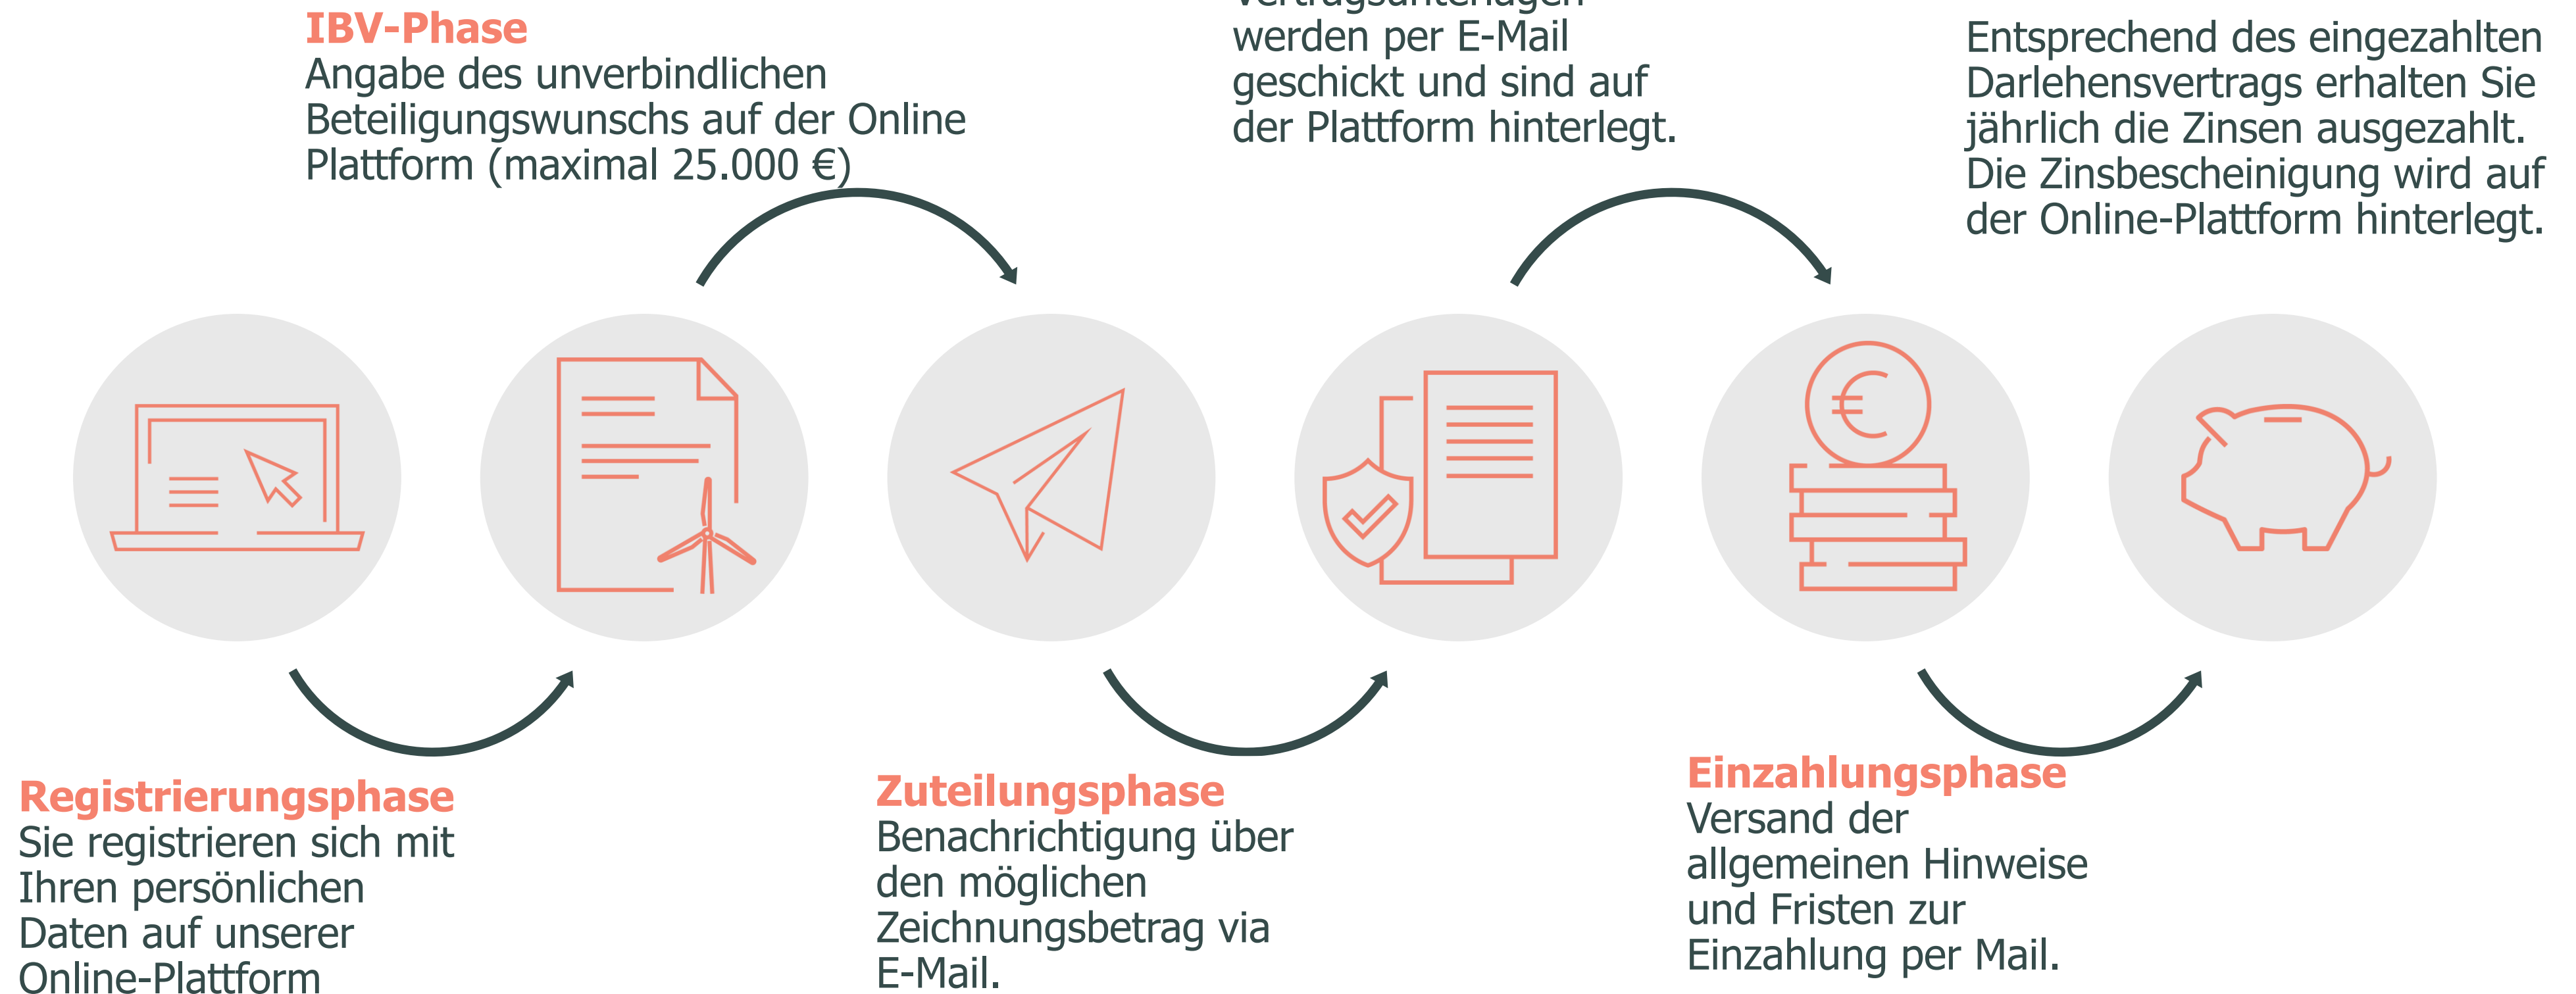 IBV-Phase
Angabe des unverbindlichen
Beteiligungswunschs auf der Online
Plattform (maximal 25.000 €)
werden per E-Mail
geschickt und sind auf
der Plattform hinterlegt.
Entsprechend des eingezahlten
Darlehensvertrags erhalten Sie
jährlich die Zinsen ausgezahlt.
Die Zinsbescheinigung wird auf
der Online-Plattform hinterlegt.
Registrierungsphase
Sie registrieren sich mit
Ihren persönlichen
Daten auf unserer
Online-Plattform
Zuteilungsphase
Benachrichtigung über
den möglichen
Zeichnungsbetrag via
E-Mail.
Einzahlungsphase
Versand der
allgemeinen Hinweise
und Fristen zur
Einzahlung per Mail.